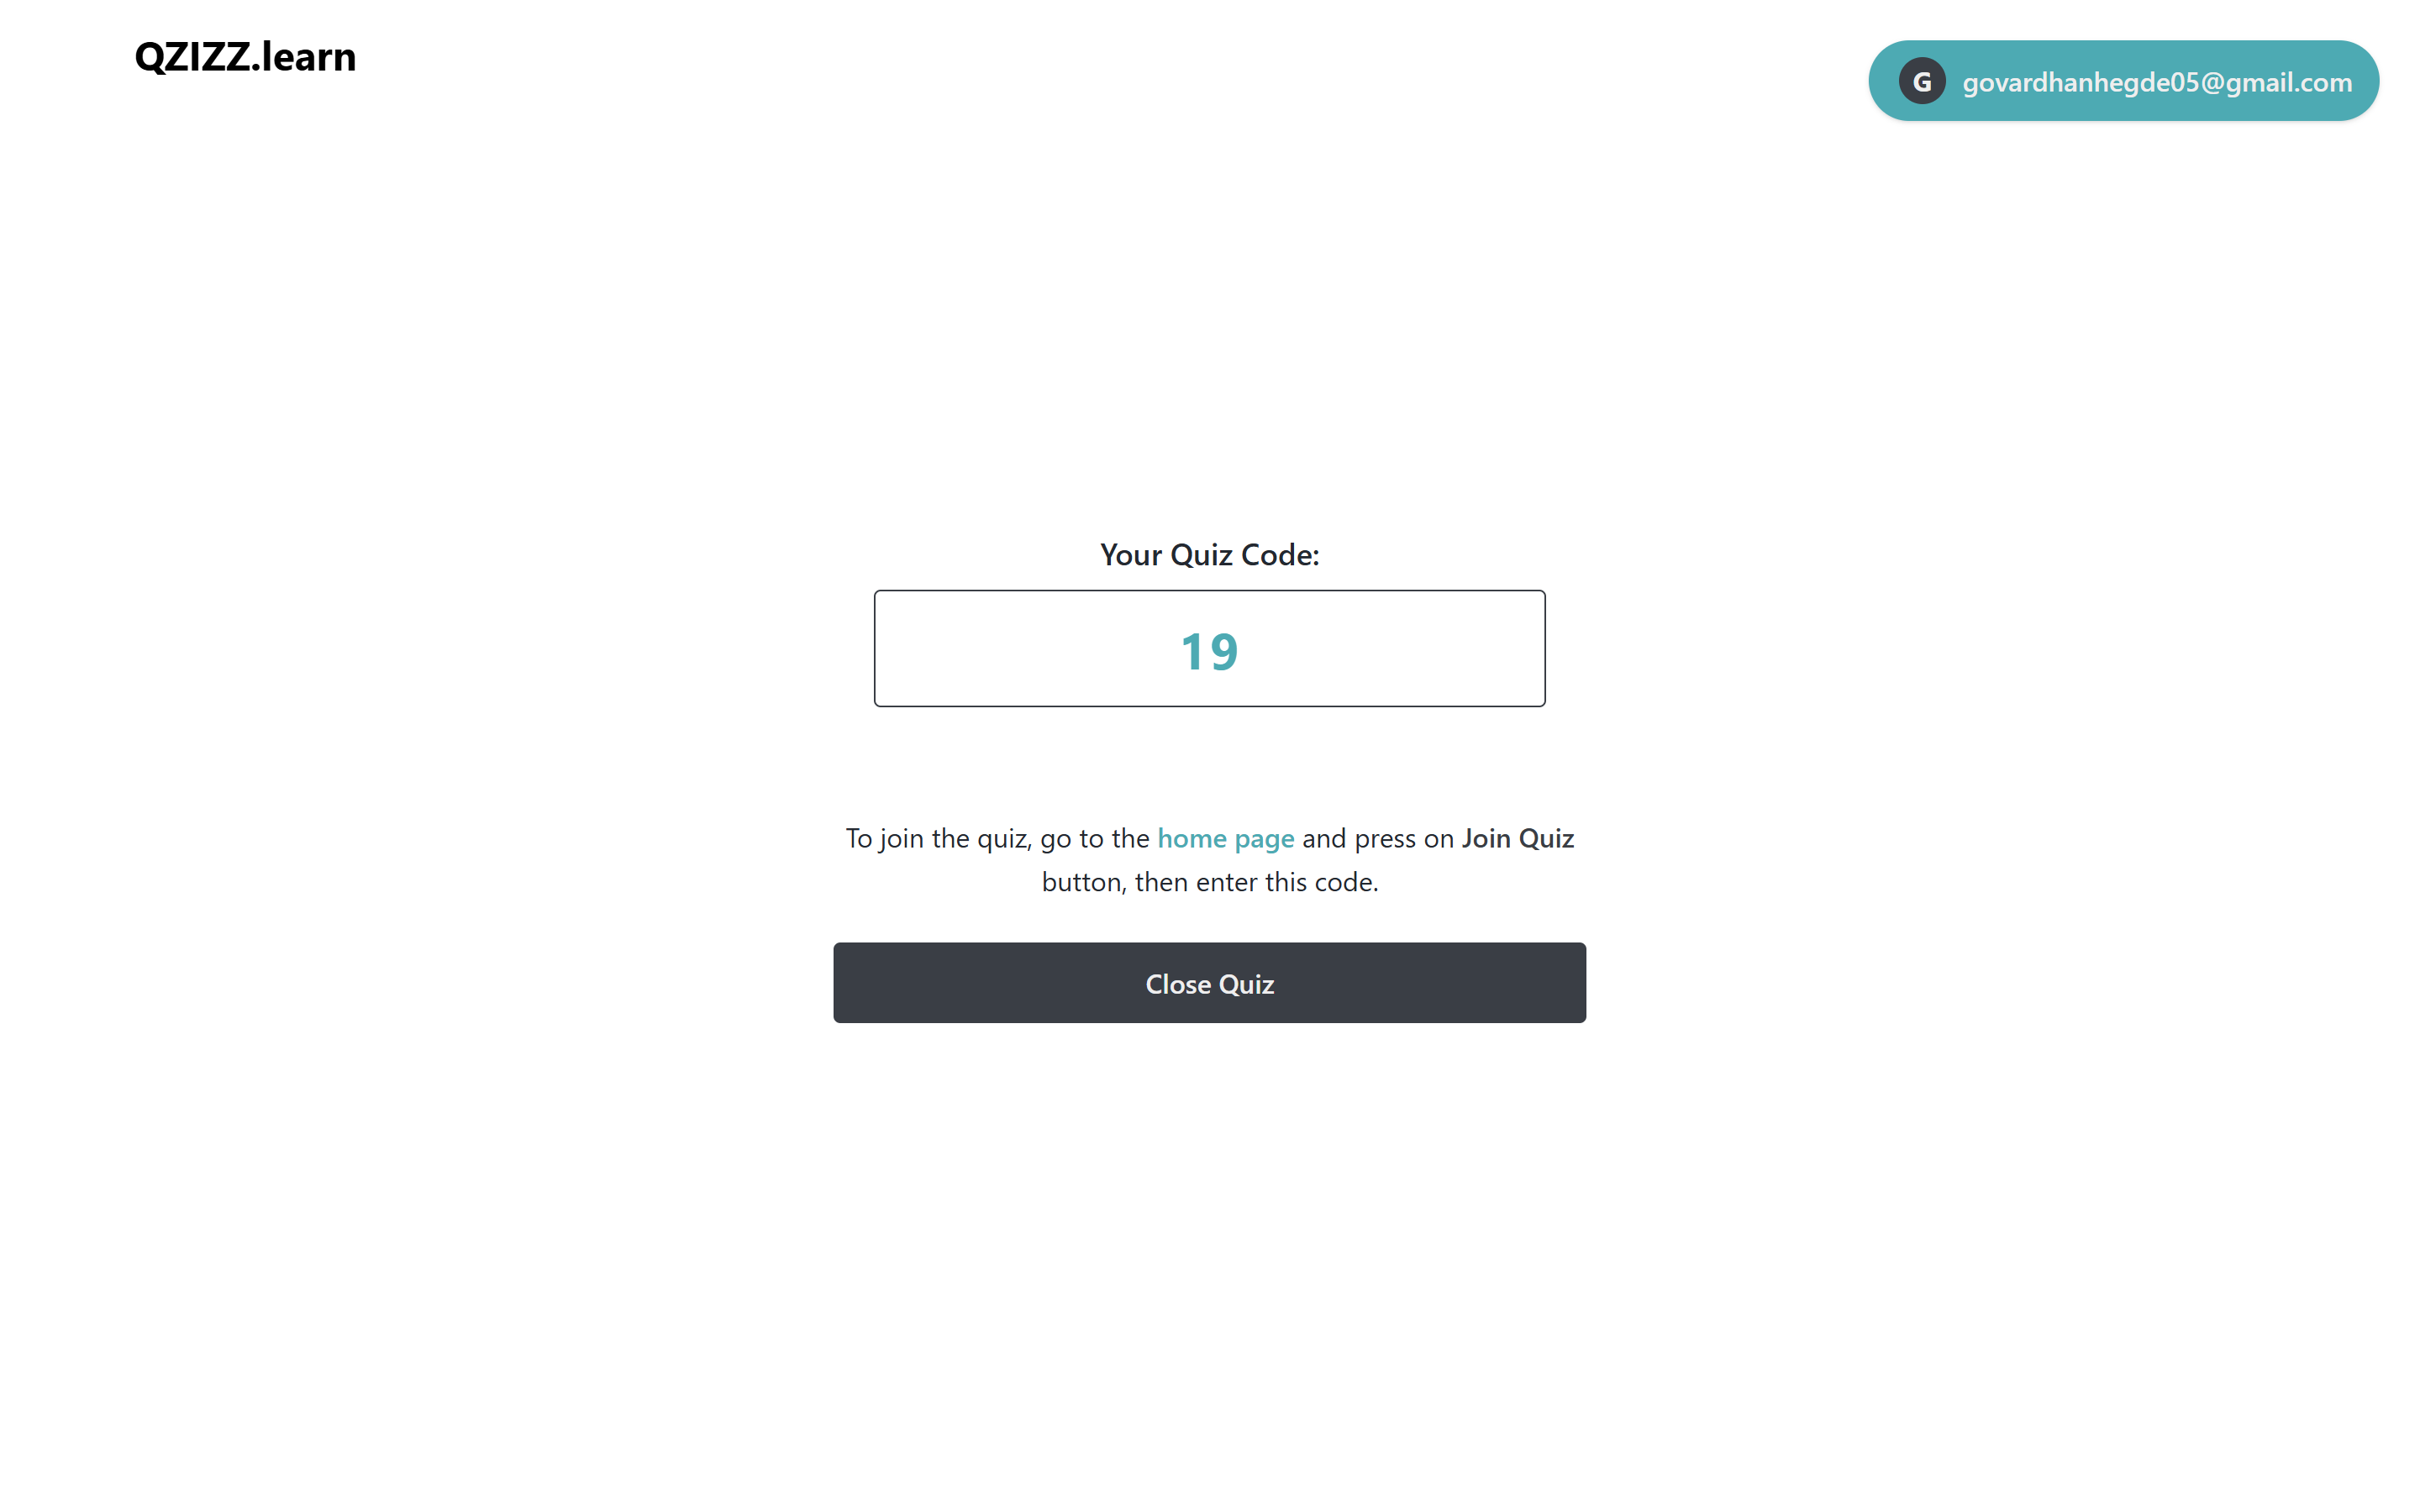 QZIZZ.learn
G govardhanhegde05@gmail.com
Your Quiz Code:
19
To join the quiz, go to the home page and press on Join Quiz
button, then enter this code.
Close Quiz